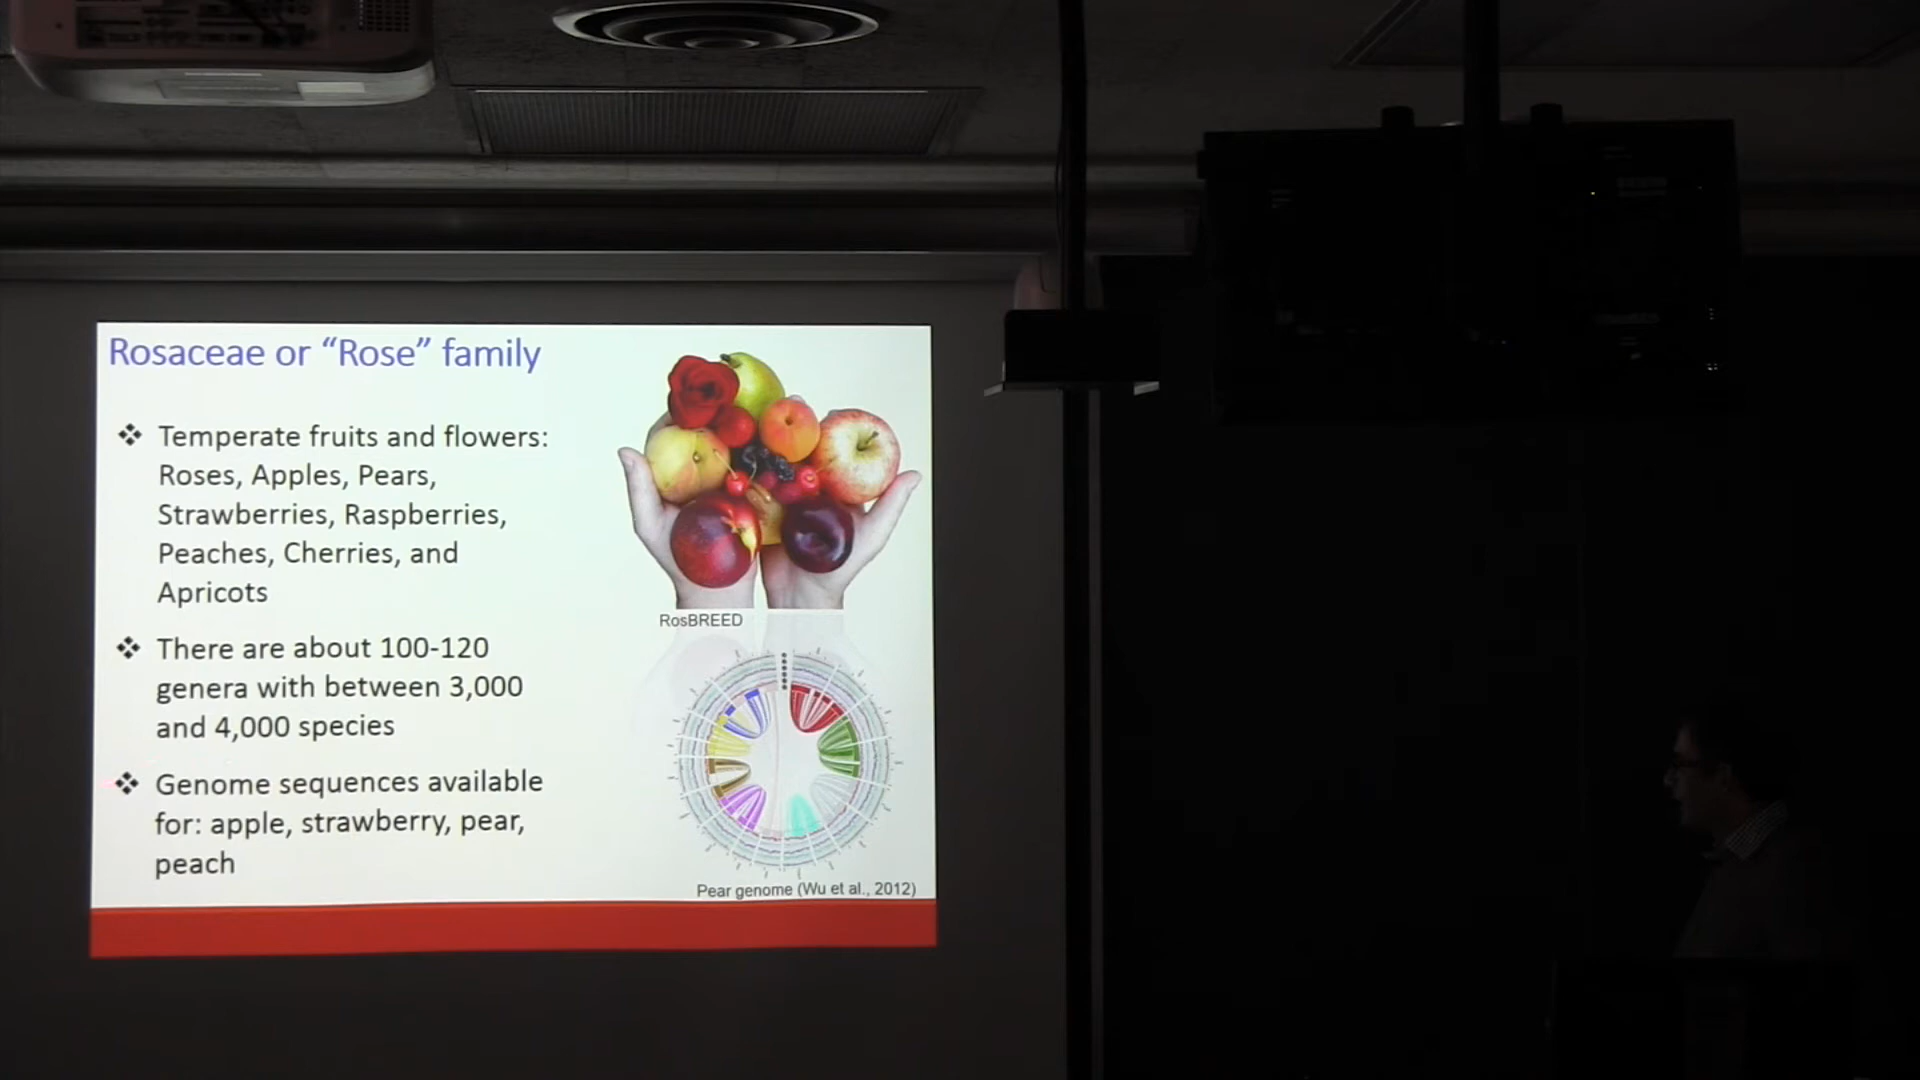 Rosaceae or “Rose” family
❖ Temperate fruits and flowers:
Roses, Apples, Pears,
Strawberries, Raspberries,
Peaches, Cherries, and
Apricots
❖ There are about 100-120
genera with between 3,000
and 4,000 species
❖ Genome sequences available
for: apple, strawberry, pear,
peach
RosBREED
Pear genome (Wu et al., 2012)